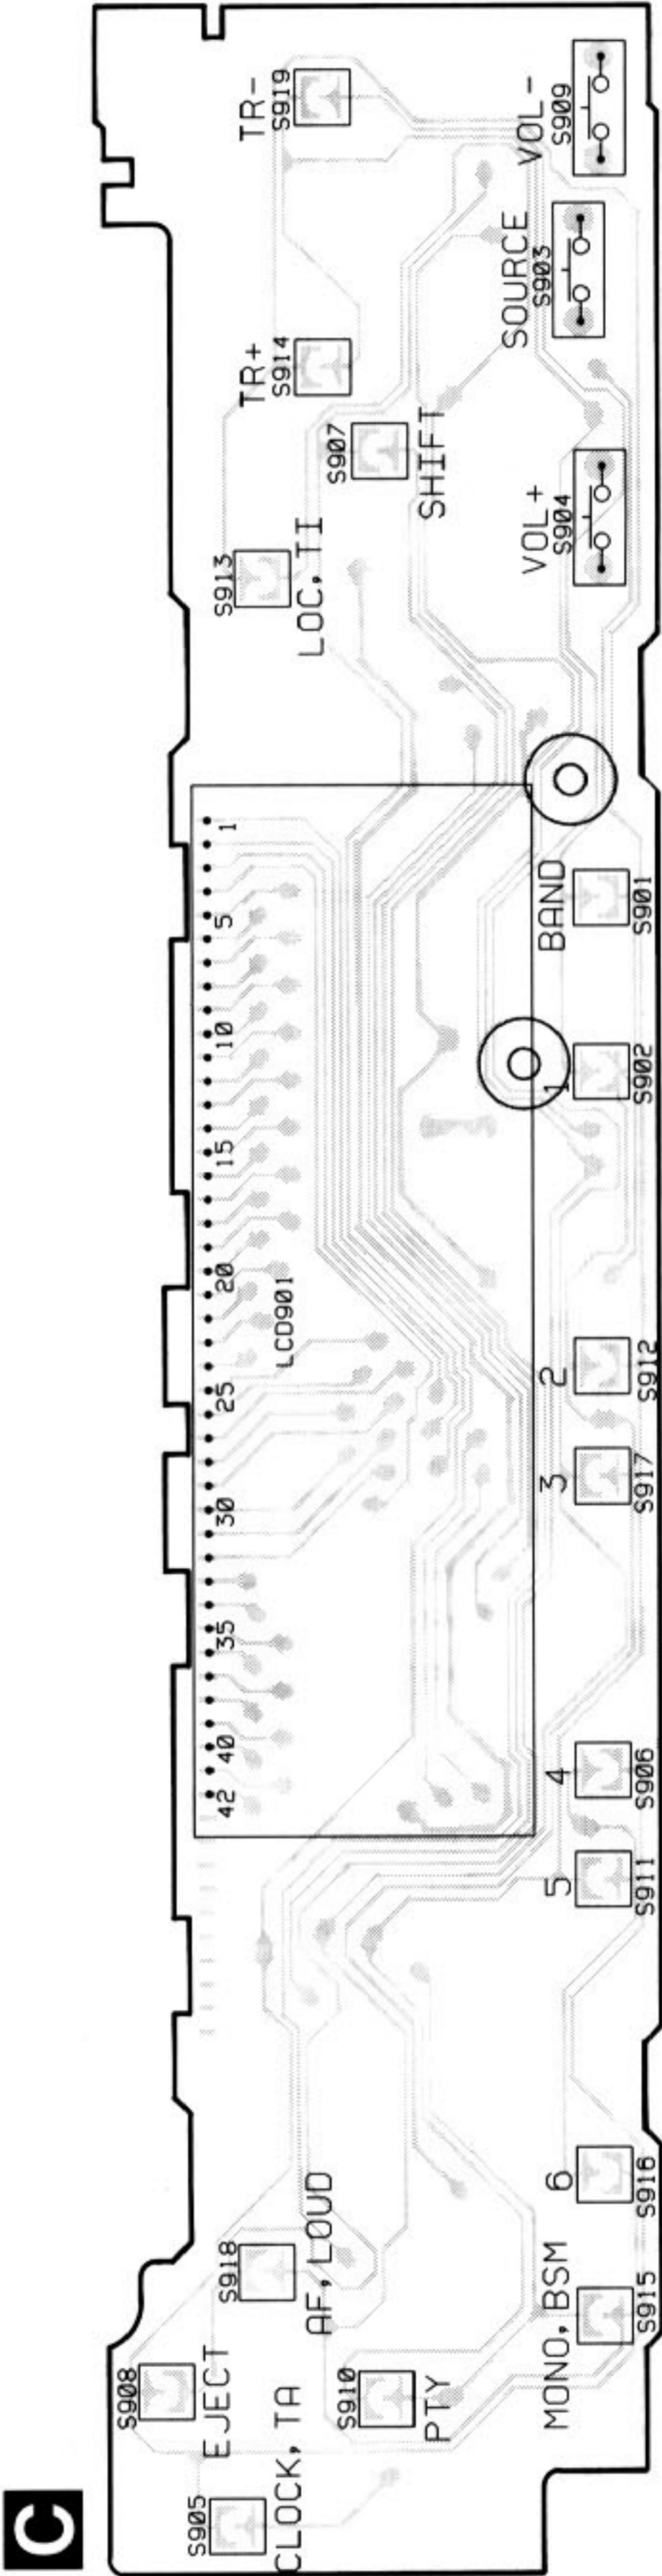 C
TR-
S919
VOL-
S909
SOURCE
S903
TR+
S914
S907
SHIFT
VOL+
S904
S913
LOC, TI
1
5
10
15
20
25
30
35
40
42
LCD901
BAND
S901
1
S902
2
S912
3
S917
4
S906
5
S911
6
S916
MONO, BSM
S915
S918
AF, LOUD
S908
EJECT
S910
PTY
S905
CLOCK, TA